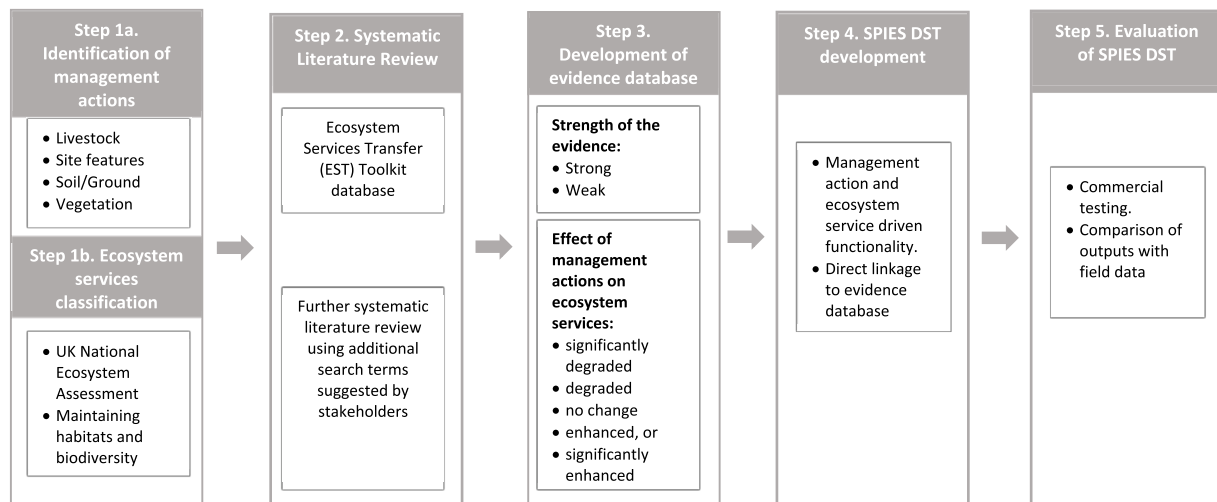 Step 1a.
Identification of
management
actions
• Livestock
• Site features
• Soil/Ground
• Vegetation
Step 1b. Ecosystem
services
classification
• UK National
Ecosystem
Assessment
• Maintaining
habitats and
biodiversity
Step 2. Systematic
Literature Review
Ecosystem
Services Transfer
(EST) Toolkit
database
Further systematic
literature review
using additional
search terms
suggested by
stakeholders
Step 3.
Development of
evidence database
Strength of the
evidence:
• Strong
• Weak
Effect of
management
actions on
ecosystem
services:
• significantly
degraded
• degraded
• no change
• enhanced, or
• significantly
enhanced
Step 4. SPIES DST
development
• Management
action and
ecosystem
service driven
functionality.
• Direct linkage
to evidence
database
Step 5. Evaluation
of SPIES DST
• Commercial
testing.
• Comparison of
outputs with
field data